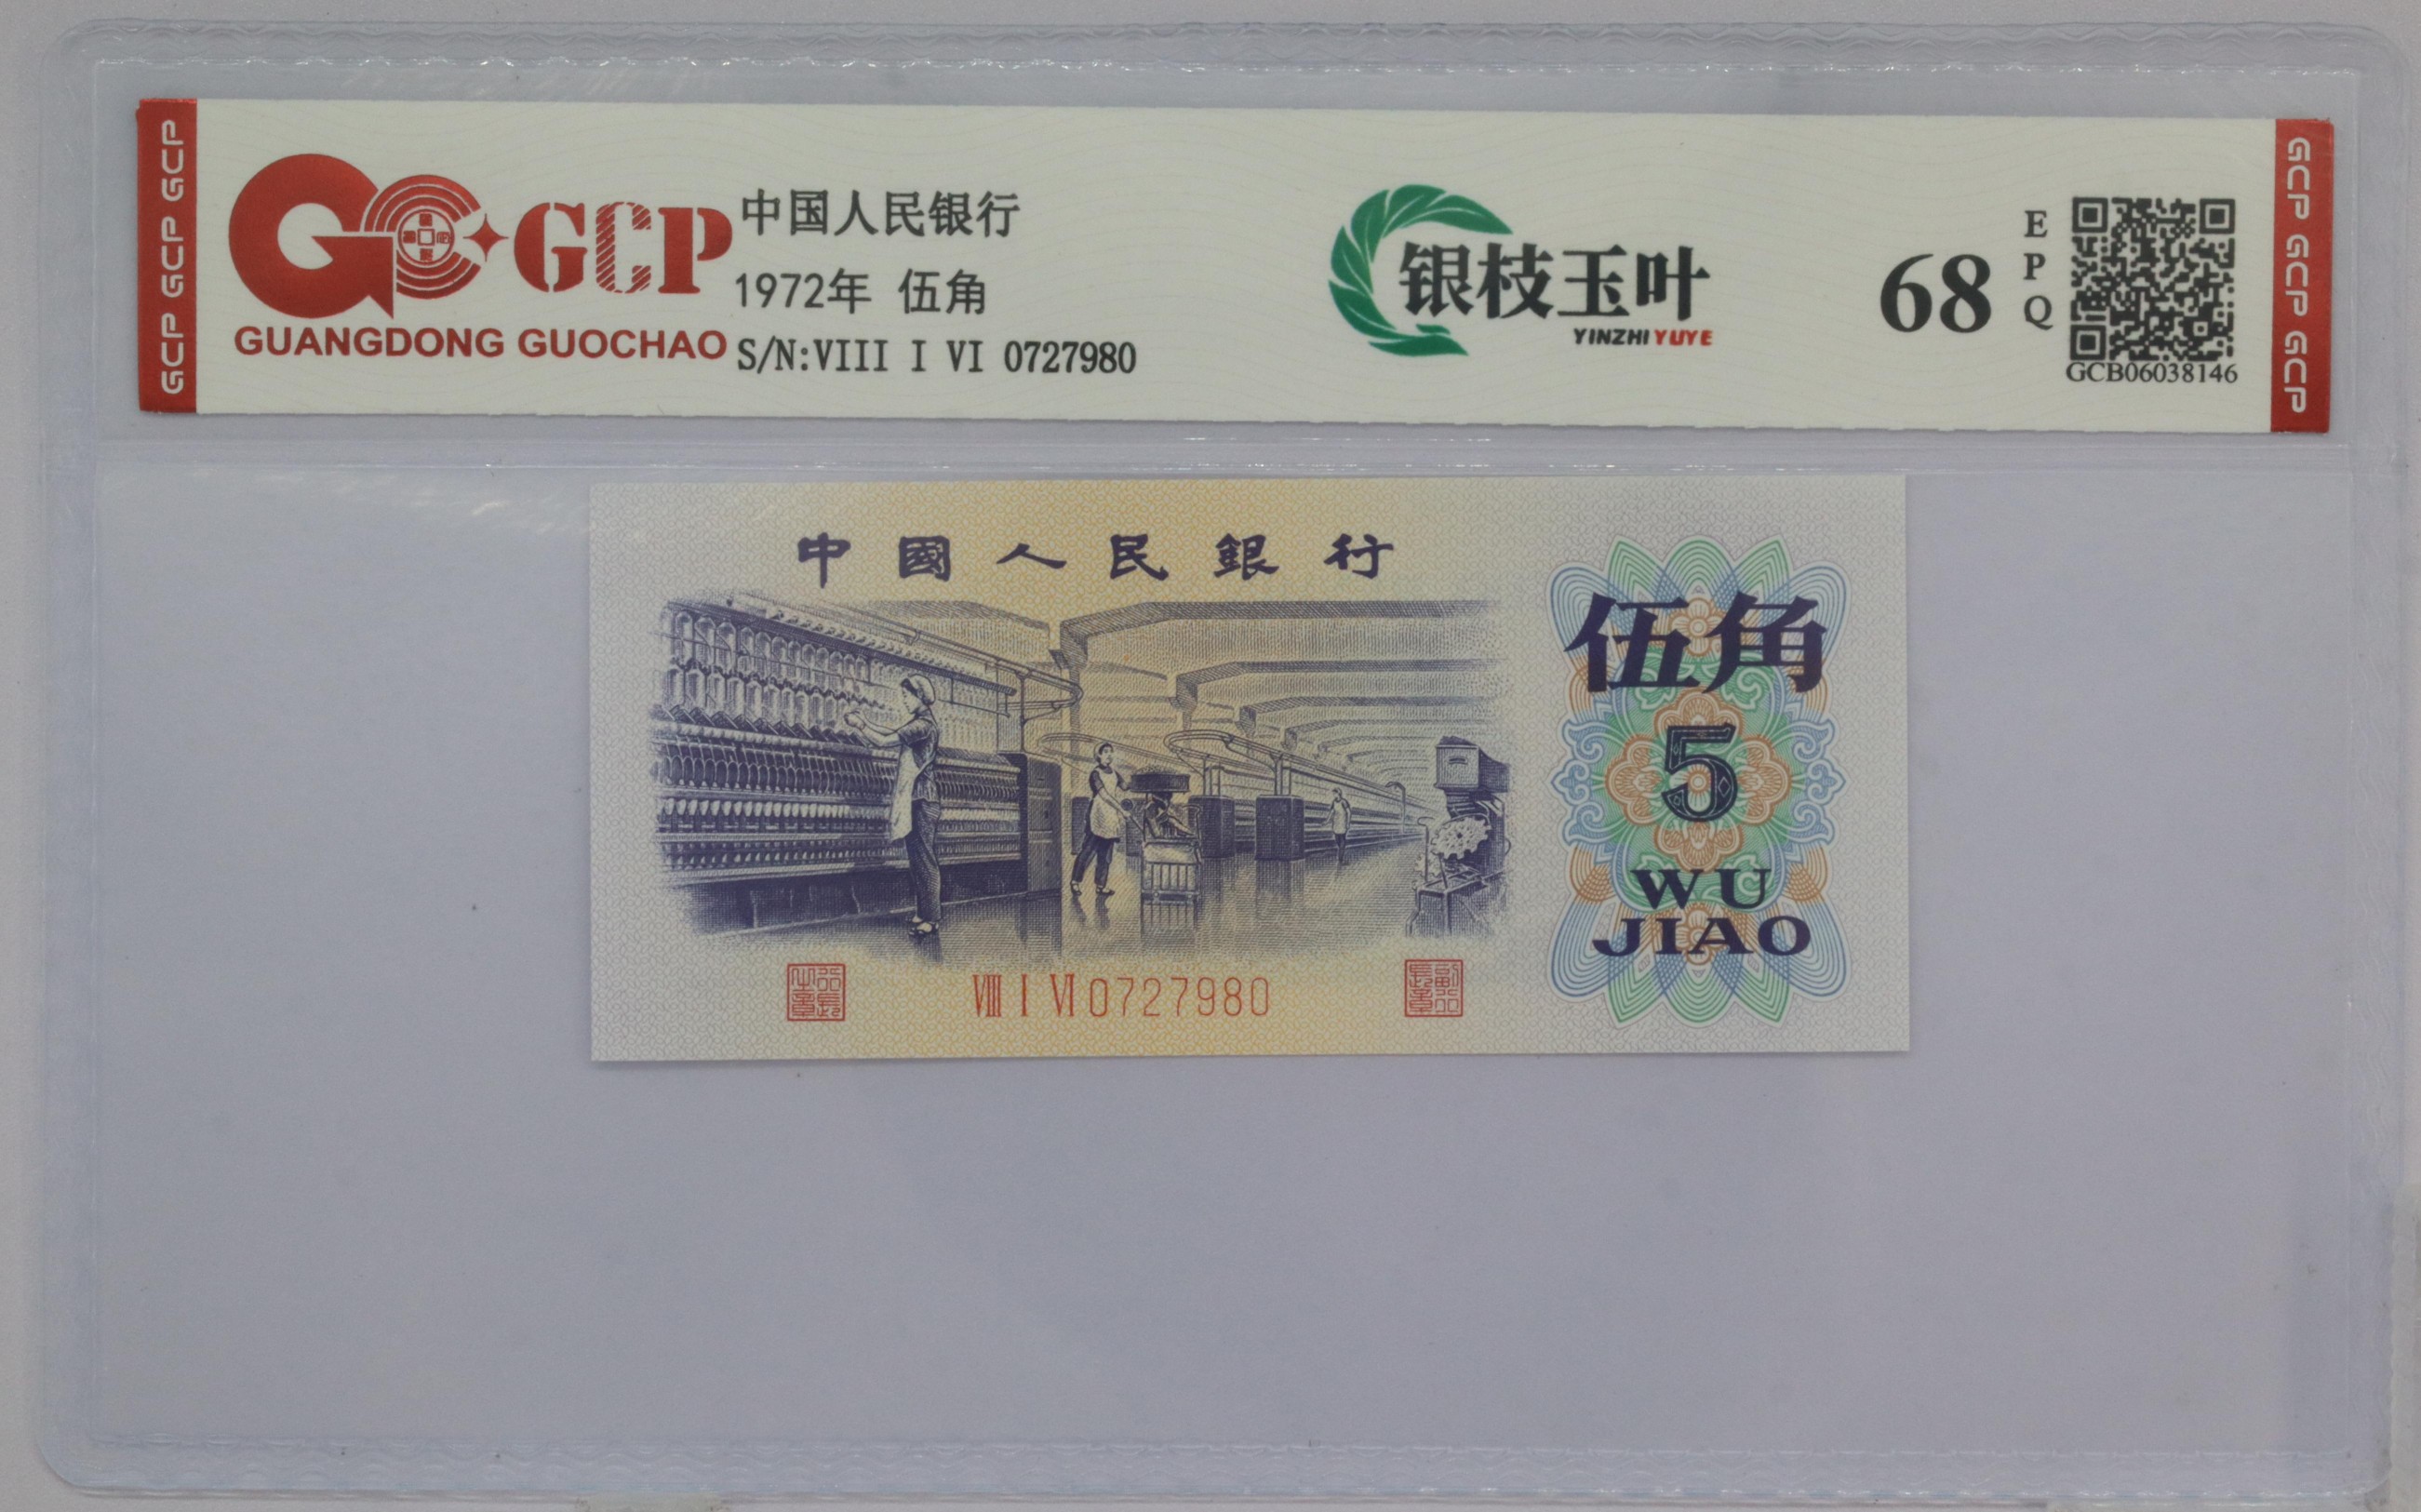 GCP GCP GCP
GCP
GUANGDONG GUOCHAO
中国人民银行
1972年 伍角
S/N:VIII I VI 0727980
银枝玉叶
YINZHI YUYE
68
EPQ
GCB06038146
GCP GCP GCP
中國人民銀行
伍角
5
WU
JIAO
VIII I VI 0727980